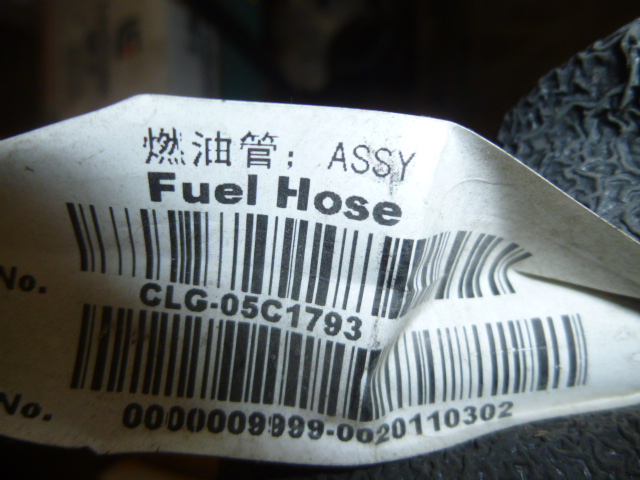 燃油管; ASSY
Fuel Hose
No.
CLG-05C1793
No.
0000009999-0020110302